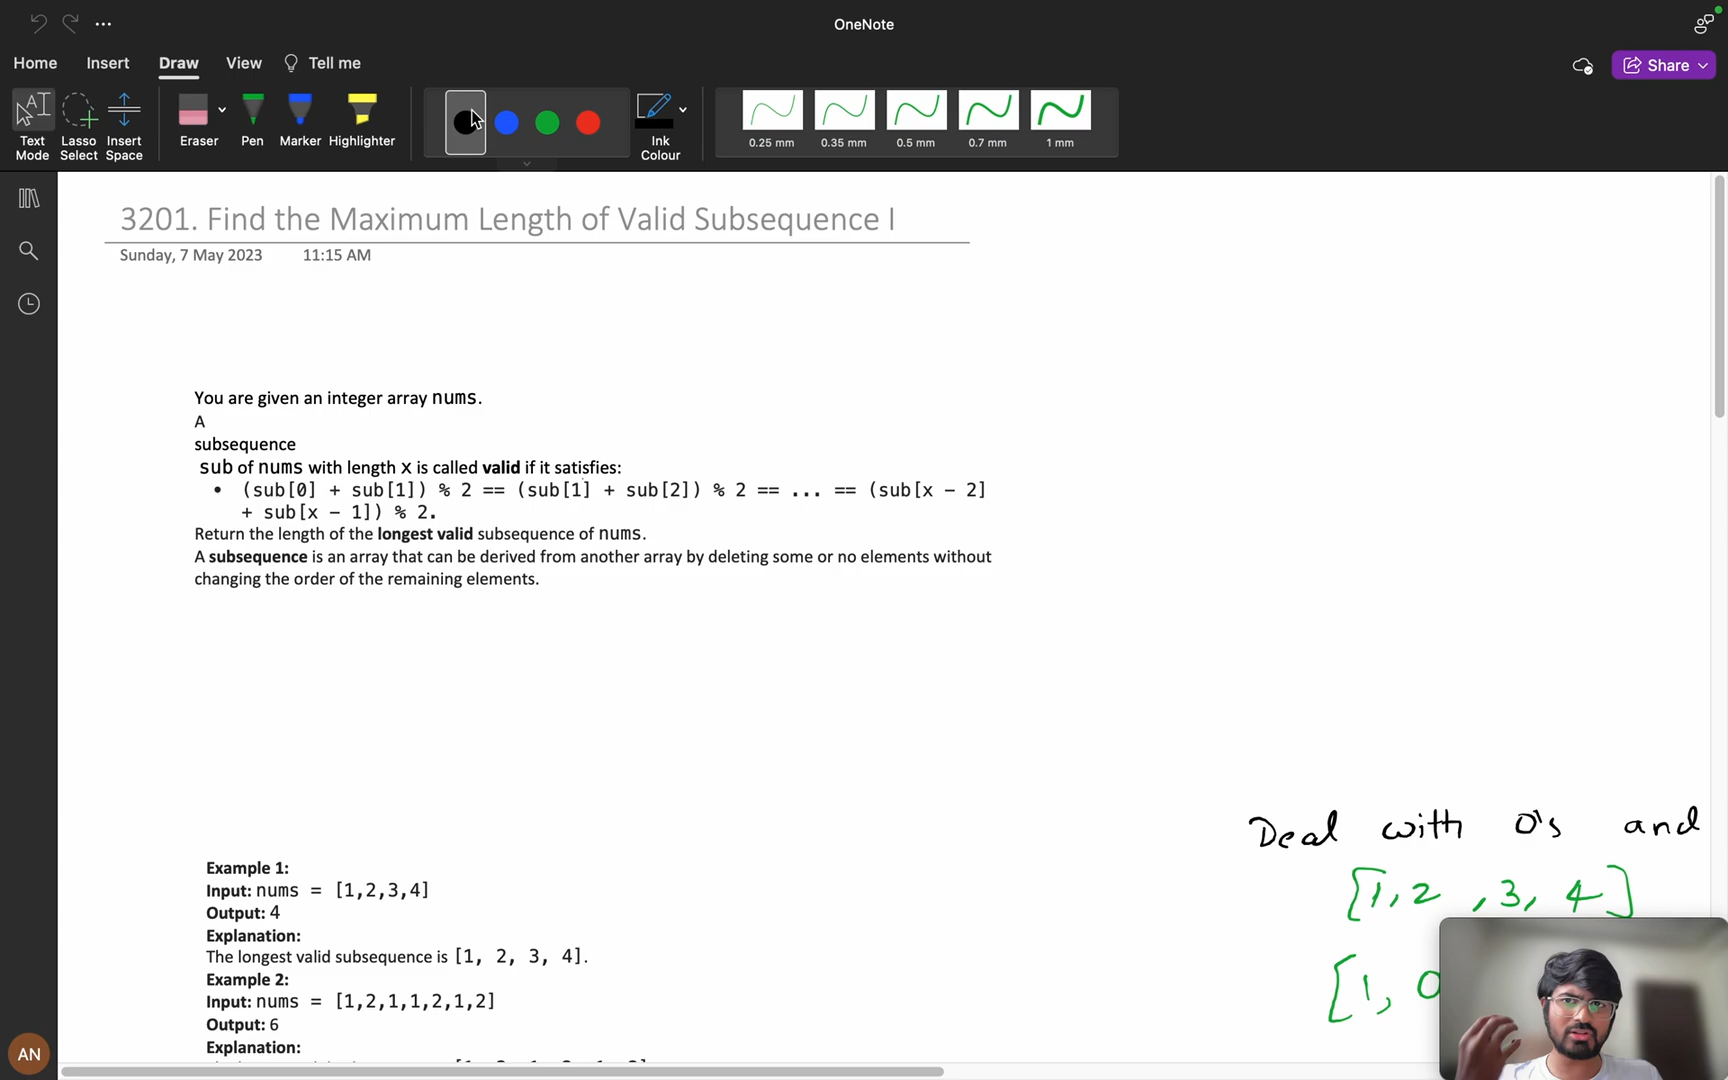 OneNote
Home Insert Draw View Tell me
Share
Text Mode
Lasso Select
Insert Space
Eraser
Pen
Marker
Highlighter
Ink Colour
0.25 mm
0.35 mm
0.5 mm
0.7 mm
1 mm
3201. Find the Maximum Length of Valid Subsequence I
Sunday, 7 May 2023 11:15 AM
You are given an integer array nums.
A
subsequence
sub of nums with length x is called valid if it satisfies:
• (sub[0] + sub[1]) % 2 == (sub[1] + sub[2]) % 2 == ... == (sub[x - 2]
+ sub[x - 1]) % 2.
Return the length of the longest valid subsequence of nums.
A subsequence is an array that can be derived from another array by deleting some or no elements without
changing the order of the remaining elements.
Deal with 0's and
[1, 2, 3, 4]
[1, 0
Example 1:
Input: nums = [1,2,3,4]
Output: 4
Explanation:
The longest valid subsequence is [1, 2, 3, 4].
Example 2:
Input: nums = [1,2,1,1,2,1,2]
Output: 6
Explanation:
AN